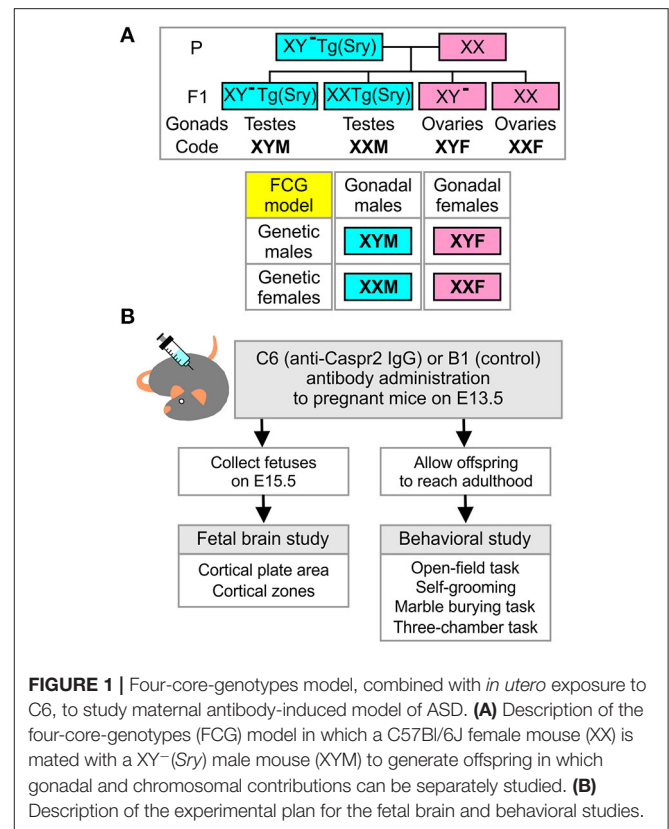 A
P XY⁻Tg(Sry) XX
F1 XY⁻Tg(Sry) XXTg(Sry) XY⁻ XX
Gonads Testes Testes Ovaries Ovaries
Code XYM XXM XYF XXF
FCG model Gonadal males Gonadal females
Genetic males XYM XYF
Genetic females XXM XXF
B
C6 (anti-Caspr2 IgG) or B1 (control)
antibody administration
to pregnant mice on E13.5
Collect fetuses
on E15.5
Allow offspring
to reach adulthood
Fetal brain study
Cortical plate area
Cortical zones
Behavioral study
Open-field task
Self-grooming
Marble burying task
Three-chamber task
FIGURE 1 | Four-core-genotypes model, combined with in utero exposure to
C6, to study maternal antibody-induced model of ASD. (A) Description of the
four-core-genotypes (FCG) model in which a C57Bl/6J female mouse (XX) is
mated with a XY⁻(Sry) male mouse (XYM) to generate offspring in which
gonadal and chromosomal contributions can be separately studied. (B)
Description of the experimental plan for the fetal brain and behavioral studies.